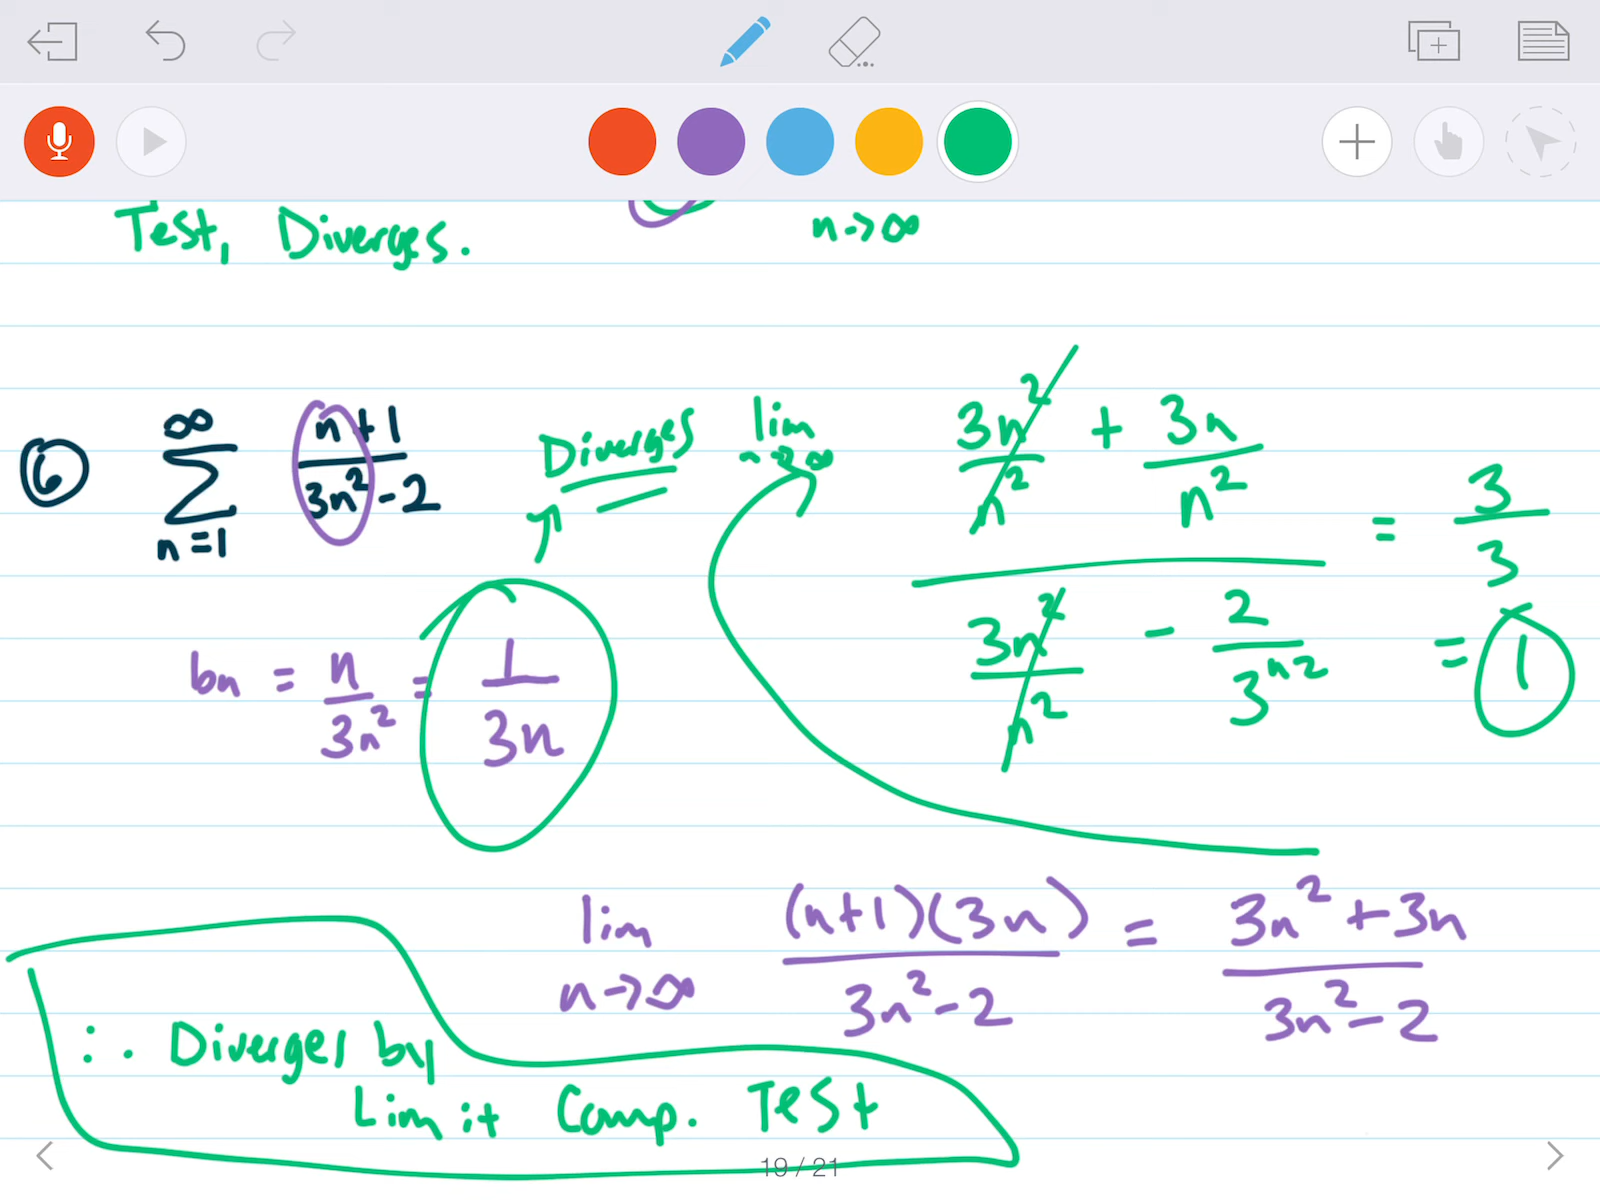 Test, Diverges.
n→∞
⑥ ∞ Σ n=1 (n+1)/(3n²-2)
Diverges
lim n→∞ (3n²/n² + 3n/n²)/(3n²/n² - 2/3n²) = 3/3
= 1
bn = n/3n² = 1/3n
lim n→∞ (n+1)(3n)/(3n²-2) = (3n²+3n)/(3n²-2)
∴ Diverges by
Limit Comp. Test
19 / 21